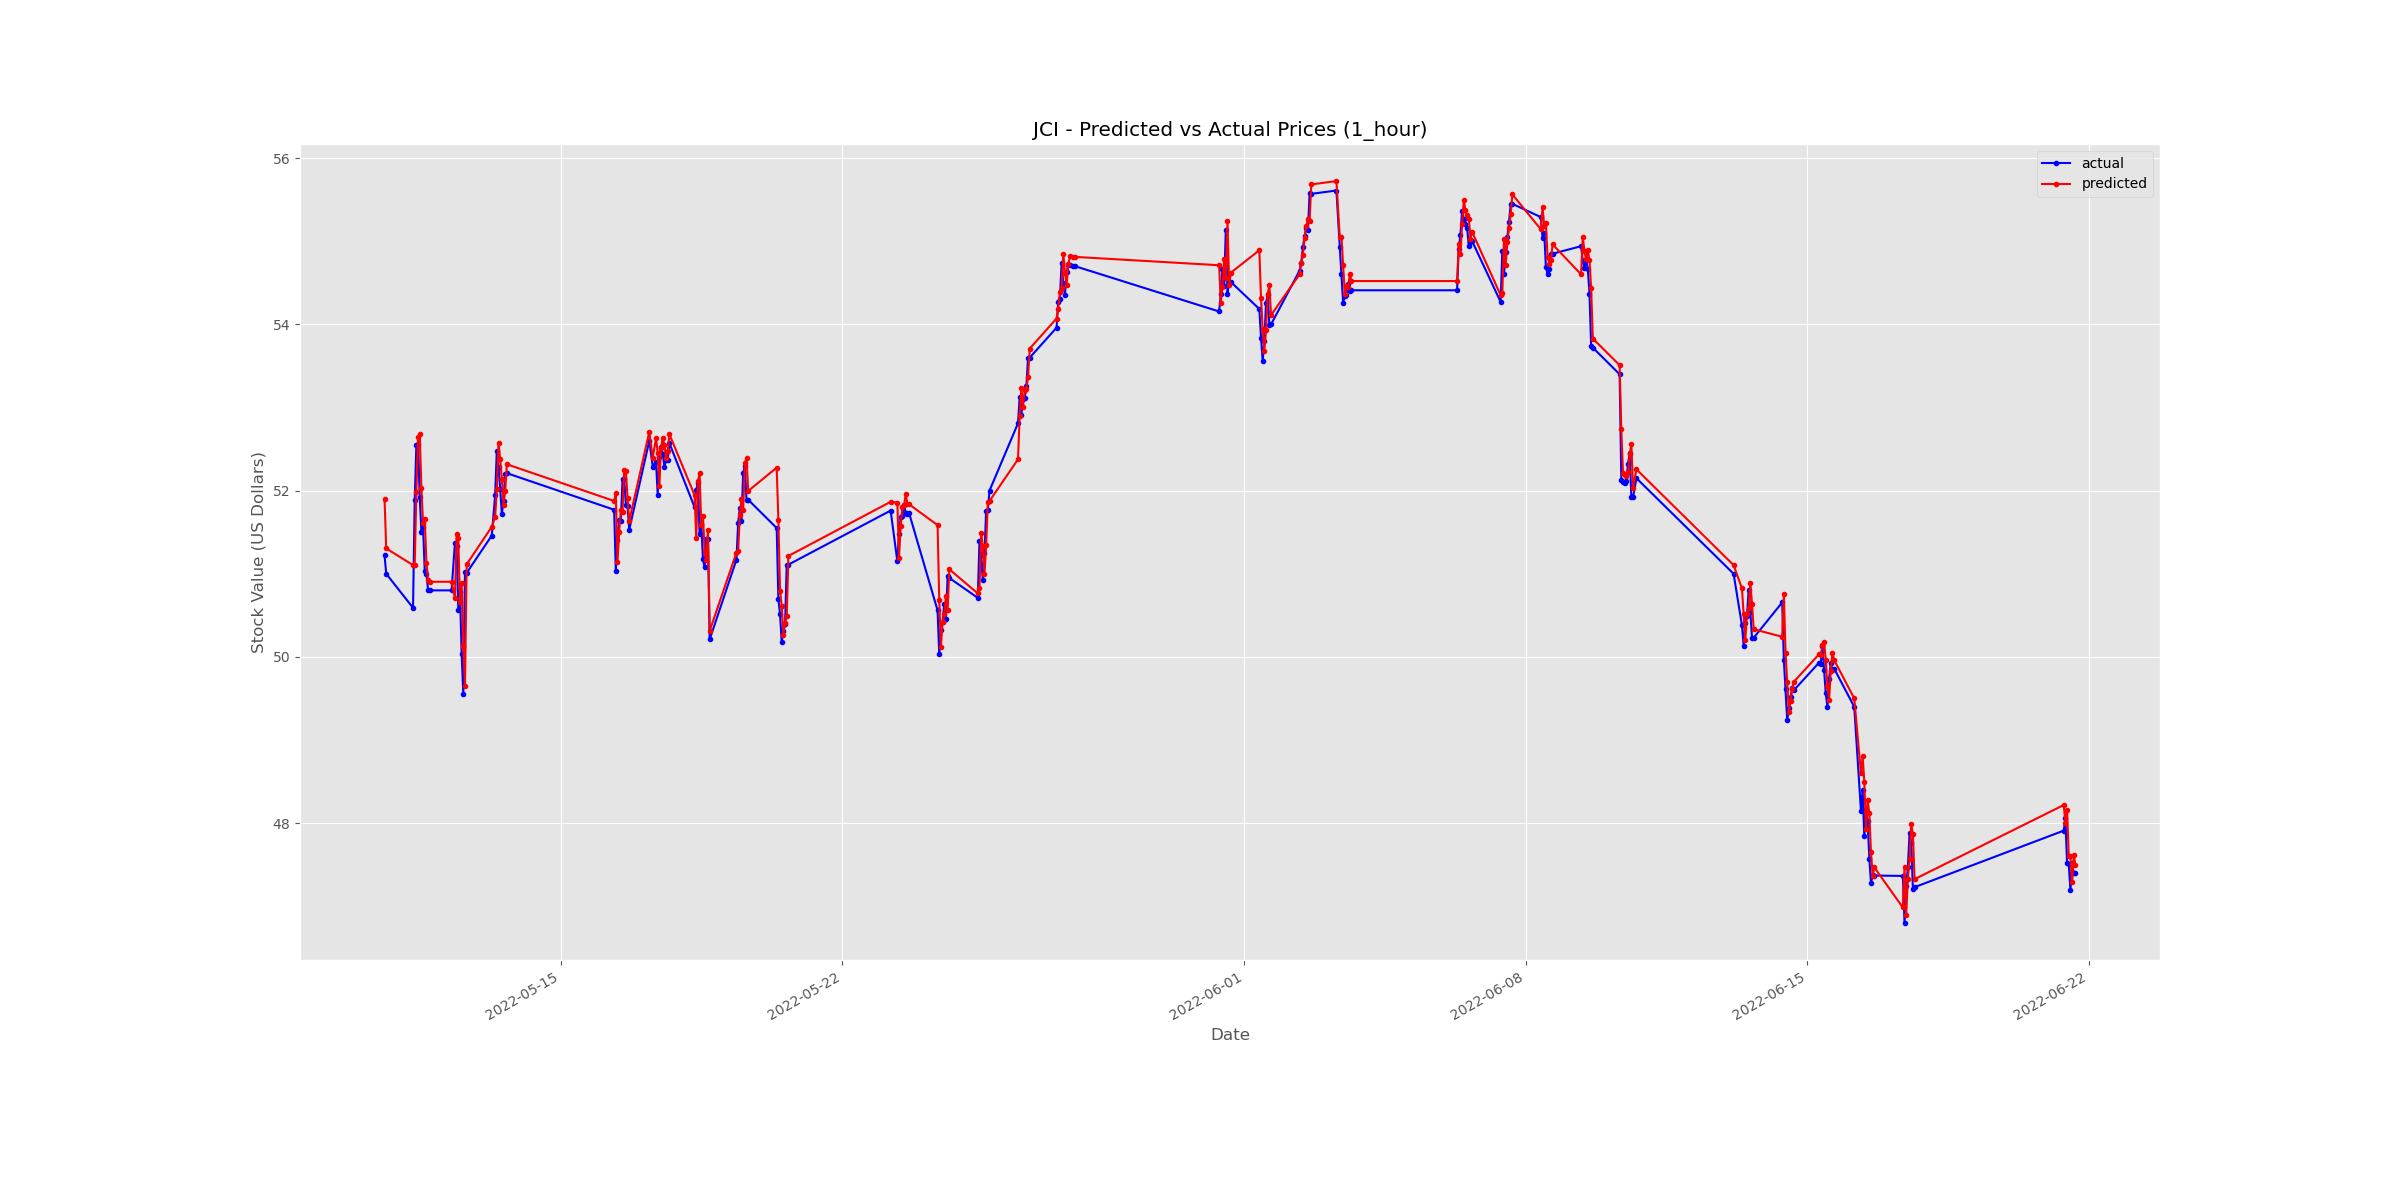 JCI - Predicted vs Actual Prices (1_hour)
actual
predicted
Stock Value (US Dollars)
56
54
52
50
48
2022-05-15
2022-05-22
2022-06-01
2022-06-08
2022-06-15
2022-06-22
Date